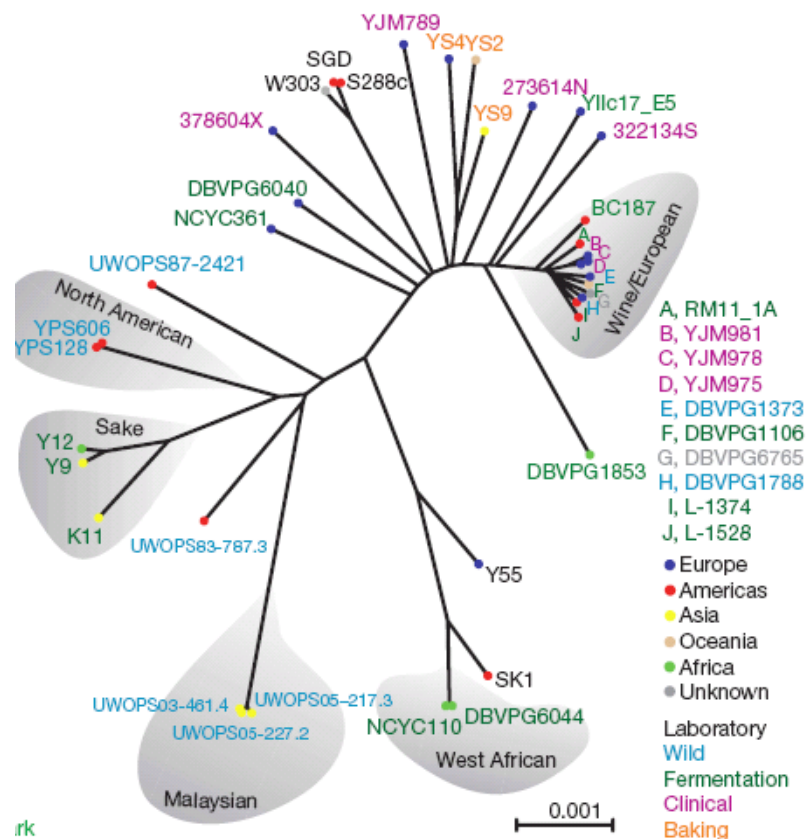 YJM789
YS4YS2
SGD
W303
S288c
273614N
YIIc17_E5
YS9
378604X
322134S
DBVPG6040
BC187
NCYC361
A
B
C
D
E
F
G
H
I
J
Wine/European
UWOPS87-2421
North American
YPS606
YPS128
Sake
Y12
Y9
K11
UWOPS83-787.3
DBVPG1853
Y55
SK1
UWOPS03-461.4
UWOPS05-217.3
UWOPS05-227.2
Malaysian
NCYC110
DBVPG6044
West African
A, RM11_1A
B, YJM981
C, YJM978
D, YJM975
E, DBVPG1373
F, DBVPG1106
G, DBVPG6765
H, DBVPG1788
I, L-1374
J, L-1528
Europe
Americas
Asia
Oceania
Africa
Unknown
Laboratory
Wild
Fermentation
Clinical
Baking
0.001